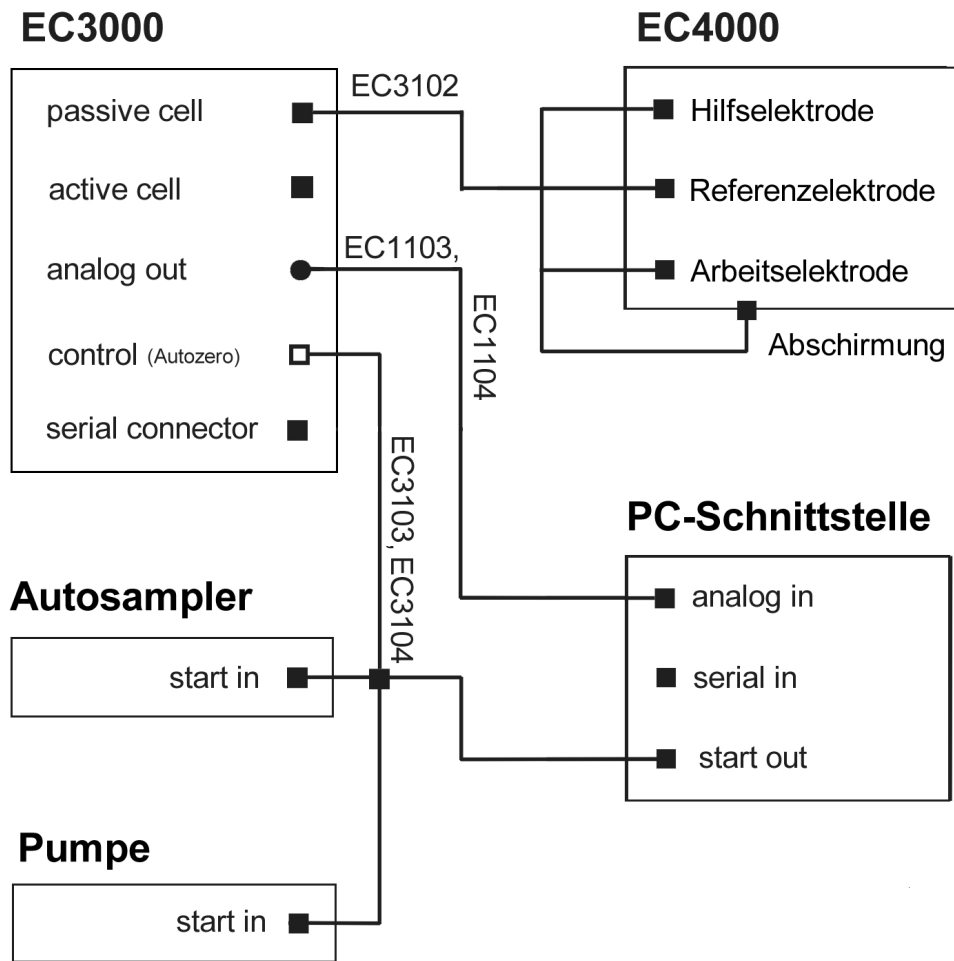 EC3000
passive cell
active cell
analog out
control (Autozero)
serial connector
EC3102
EC1103,
EC1104
EC3103, EC3104
EC4000
Hilfselektrode
Referenzelektrode
Arbeitselektrode
Abschirmung
PC-Schnittstelle
analog in
serial in
start out
Autosampler
start in
Pumpe
start in